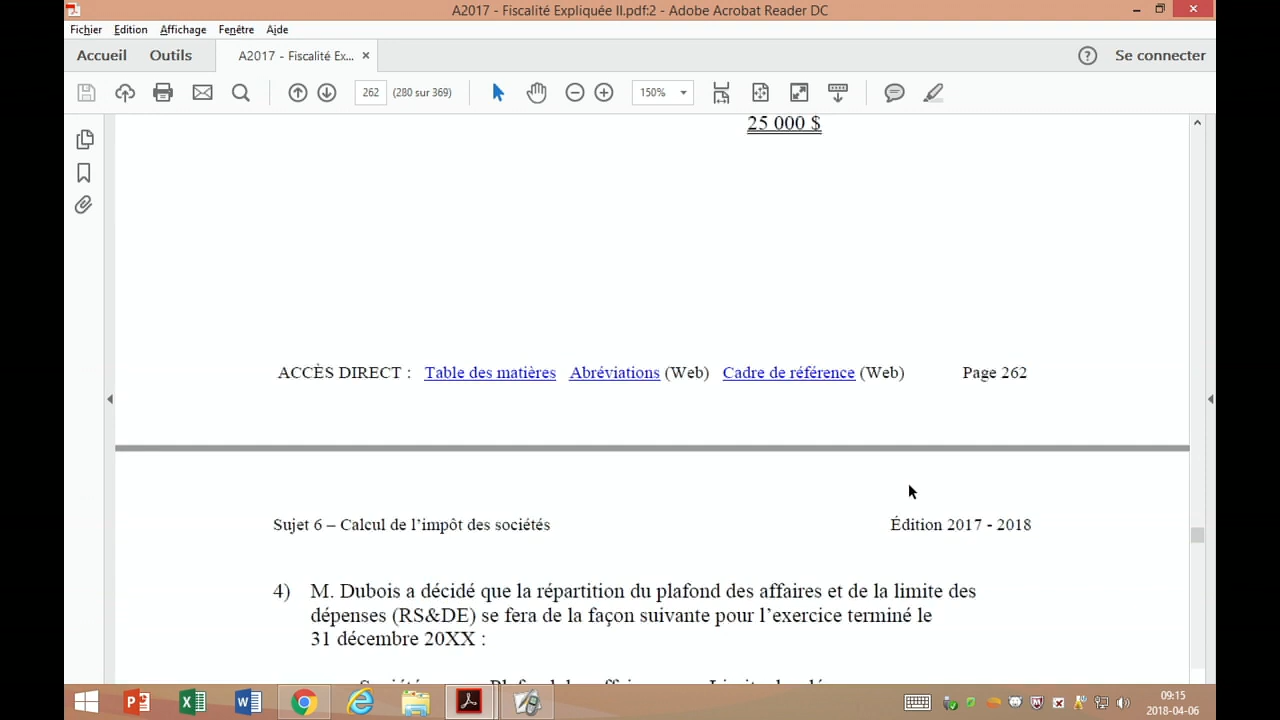 A2017 - Fiscalité Expliquée II.pdf:2 - Adobe Acrobat Reader DC
Fichier Edition Affichage Fenêtre Aide
Accueil Outils A2017 - Fiscalité Ex... × Se connecter
262 (280 sur 369) 150%
25 000 $
ACCÈS DIRECT : Table des matières Abréviations (Web) Cadre de référence (Web) Page 262
Sujet 6 – Calcul de l'impôt des sociétés Édition 2017 - 2018
4) M. Dubois a décidé que la répartition du plafond des affaires et de la limite des
dépenses (RS&DE) se fera de la façon suivante pour l'exercice terminé le
31 décembre 20XX :
09:15
2018-04-06